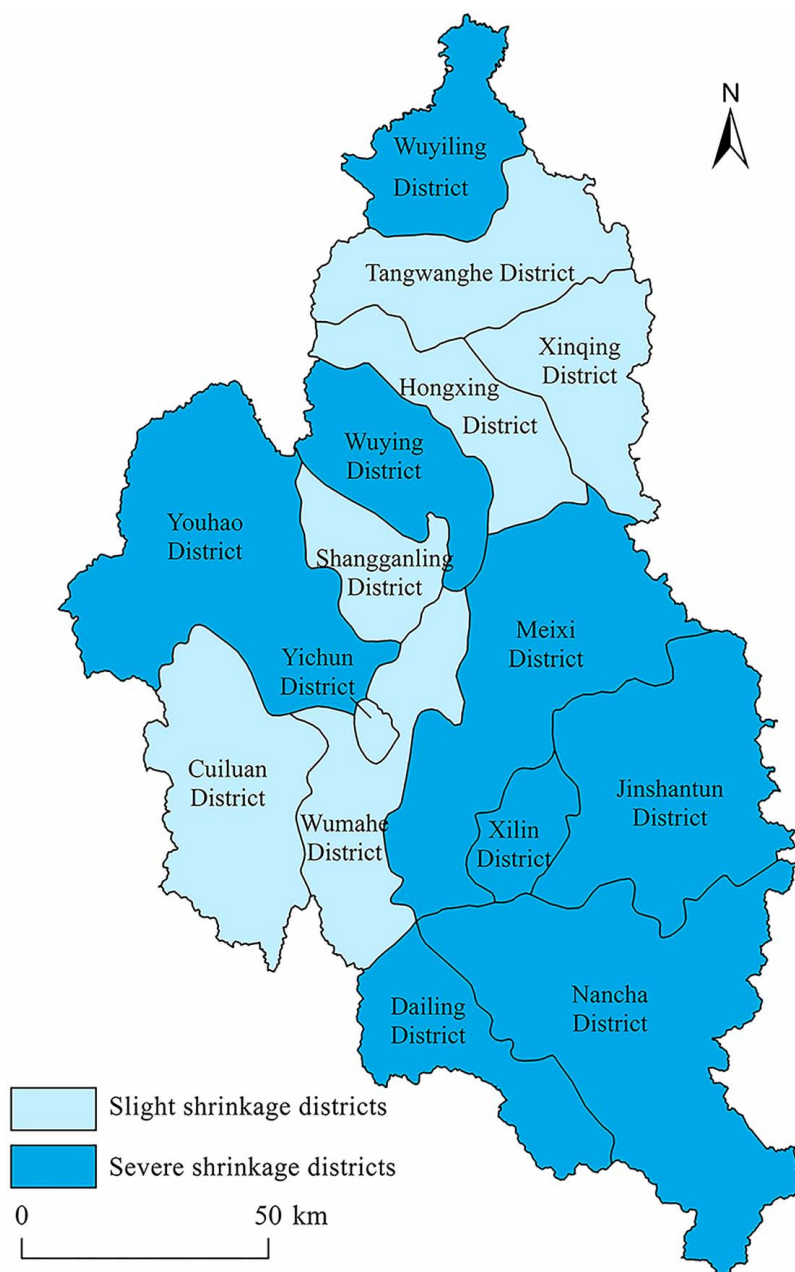 N
Wuyiling
District
Tangwanghe District
Xinqing
District
Hongxing
District
Wuying
District
Youhao
District
Shangganling
District
Meixi
District
Yichun
District
Cuiluan
District
Jinshantun
District
Wumahe
District
Xilin
District
Nancha
District
Dailing
District
Slight shrinkage districts
Severe shrinkage districts
0 50 km